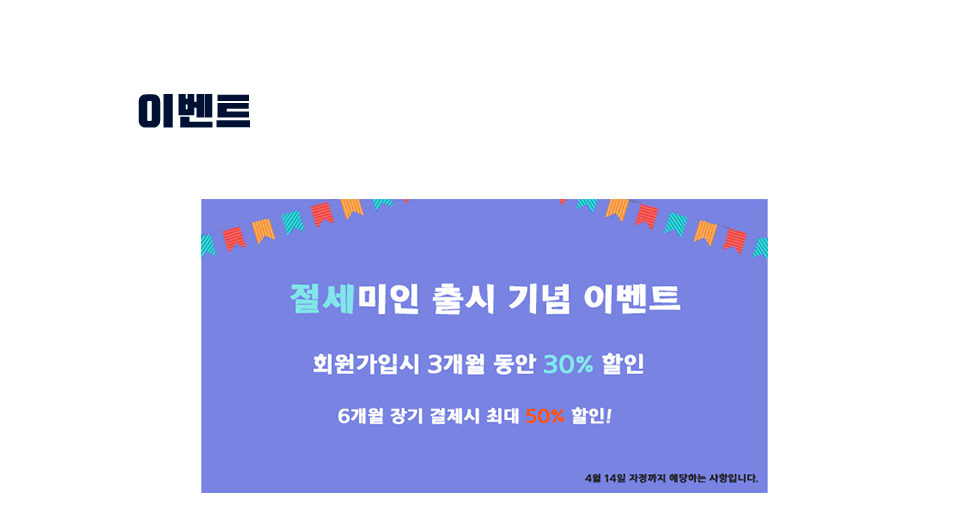 이벤트
절세미인 출시 기념 이벤트
회원가입시 3개월 동안 30% 할인
6개월 장기 결제시 최대 50% 할인!
4월 14일 자정까지 해당하는 사항입니다.